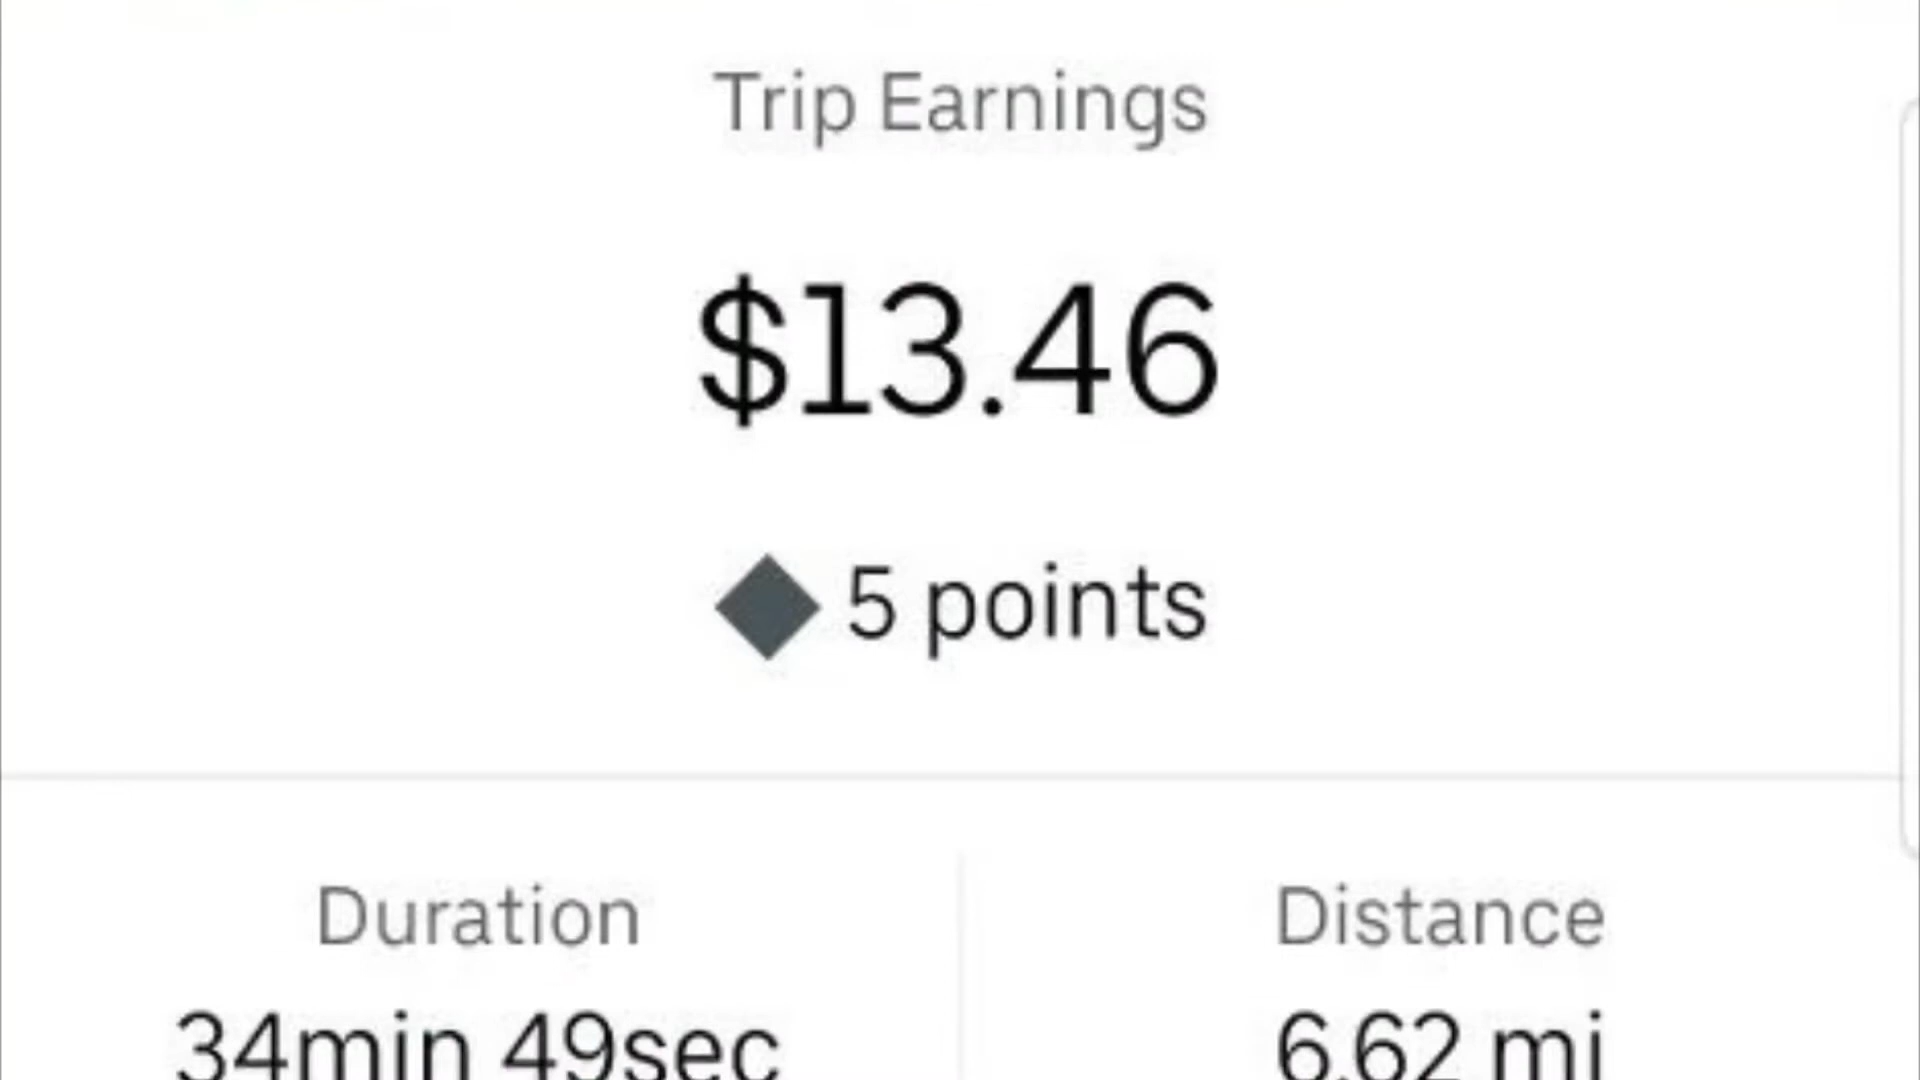 Trip Earnings
$13.46
5 points
Duration
Distance
34min 49sec
6.62 mi